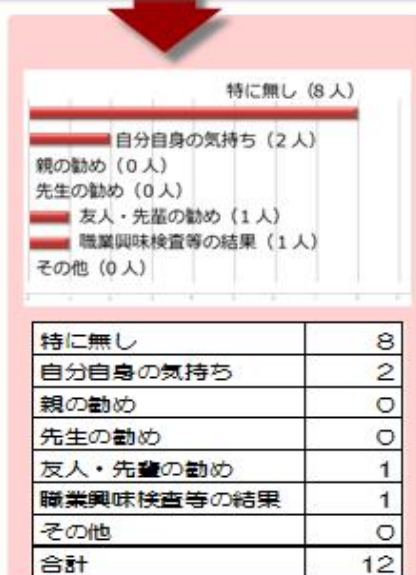 特に無し（8人）
自分自身の気持ち（2人）
親の勧め（0人）
先生の勧め（0人）
友人・先輩の勧め（1人）
職業興味検査等の結果（1人）
その他（0人）
特に無し 8
自分自身の気持ち 2
親の勧め 0
先生の勧め 0
友人・先輩の勧め 1
職業興味検査等の結果 1
その他 0
合計 12